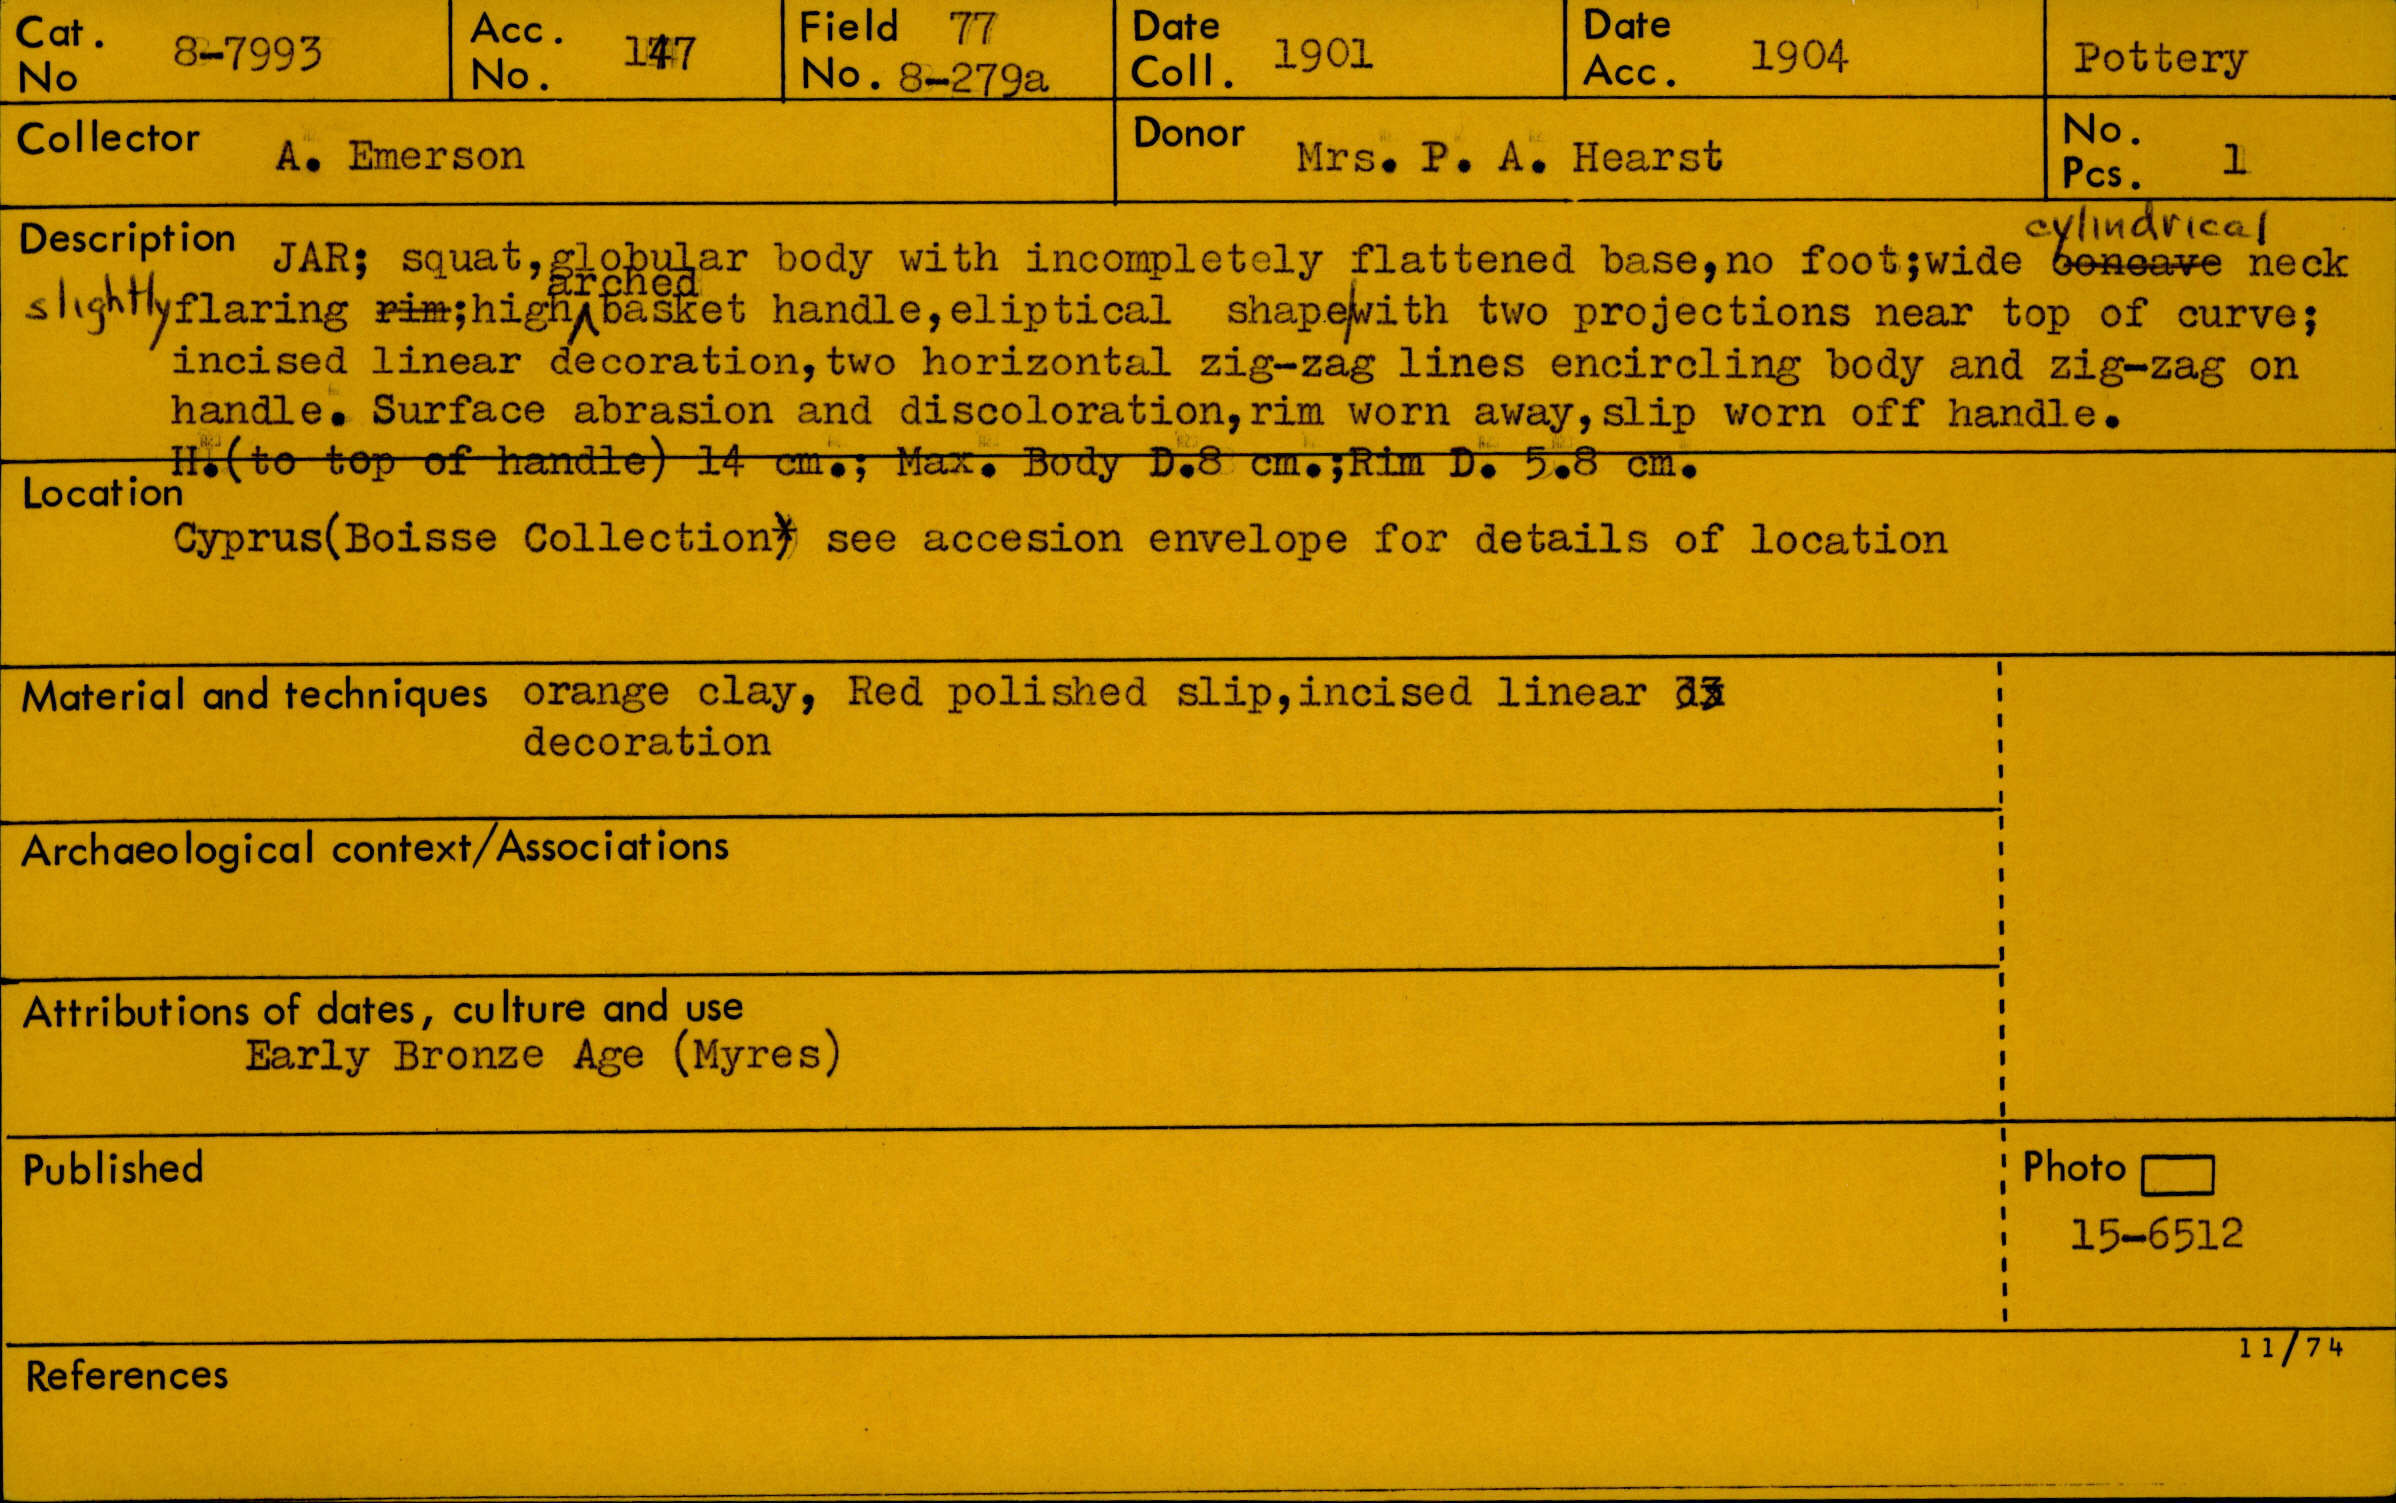 Cat. No 8-7993
Acc. No. 147
Field No. 77 8-279a
Date Coll. 1901
Date Acc. 1904
Pottery
Collector A. Emerson
Donor Mrs. P. A. Hearst
No. Pcs. 1
cylindrical
Description JAR; squat,globular body with incompletely flattened base,no foot;wide concave neck
arched
slightly flaring rim;high basket handle,eliptical shape/with two projections near top of curve;
incised linear decoration,two horizontal zig-zag lines encircling body and zig-zag on
handle. Surface abrasion and discoloration,rim worn away,slip worn off handle.
H.(to top of handle) 14 cm.; Max. Body D.8 cm.;Rim D. 5.8 cm.
Location
Cyprus(Boisse Collection) see accesion envelope for details of location
Material and techniques orange clay, Red polished slip,incised linear
decoration
Archaeological context/Associations
Attributions of dates, culture and use
Early Bronze Age (Myres)
Published
Photo
15-6512
11/74
References